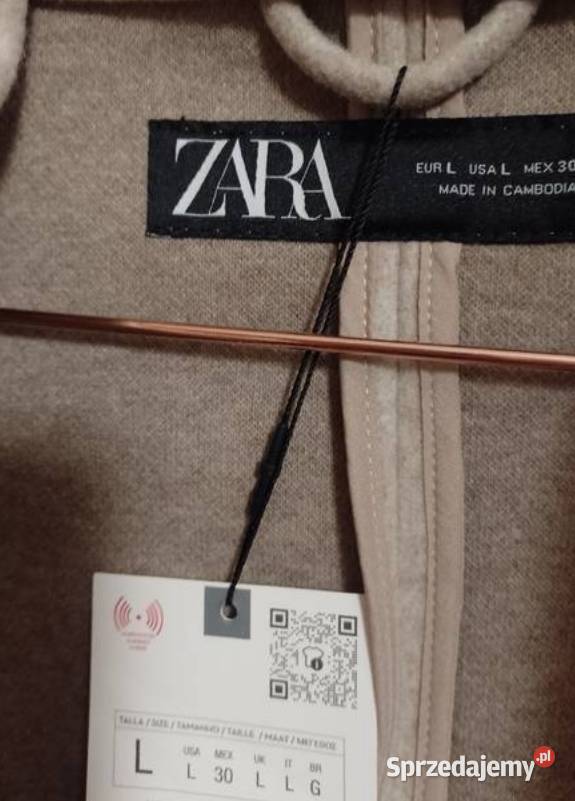 ZARA
EUR L USA L MEX 30
MADE IN CAMBODIA
TALLA / SIZE / TAMANHO / TAILLE / MAAT / ΜΕΓΕΘΟΣ
USA MEX UK IT BR
L L 30 L L G
Sprzedajemy.pl